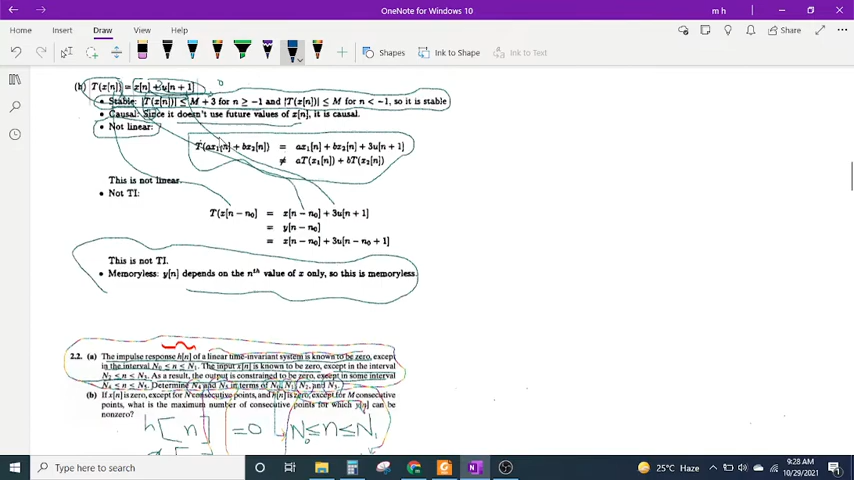 OneNote for Windows 10
m h
Home Insert Draw View Help
Share
Shapes Ink to Shape Ink to Text
(h) T(x[n]) = x[n] + 3u[n + 1]
• Stable: |T(x[n])| ≤ M + 3 for n ≥ −1 and |T(x[n])| ≤ M for n < −1, so it is stable
• Causal: Since it doesn't use future values of x[n], it is causal.
• Not linear:
T(ax₁[n] + bx₂[n]) = ax₁[n] + bx₂[n] + 3u[n + 1]
≠ aT(x₁[n]) + bT(x₂[n])
This is not linear.
• Not TI:
T(x[n − n₀] = x[n − n₀] + 3u[n + 1]
= y[n − n₀]
= x[n − n₀] + 3u[n − n₀ + 1]
This is not TI.
• Memoryless: y[n] depends on the nᵗʰ value of x only, so this is memoryless.
2.2. (a) The impulse response h[n] of a linear time-invariant system is known to be zero, except
in the interval N₀ ≤ n ≤ N₁. The input x[n] is known to be zero, except in the interval
N₂ ≤ n ≤ N₃. As a result, the output is constrained to be zero, except in some interval
N₄ ≤ n ≤ N₅. Determine N₄ and N₅ in terms of N₀, N₁, N₂, and N₃.
(b) If x[n] is zero, except for N consecutive points, and h[n] is zero, except for M consecutive
points, what is the maximum number of consecutive points for which y[n] can be
nonzero?
h[n] =0 N₀≤n≤N₁
Type here to search
25°C Haze
9:28 AM
10/29/2021